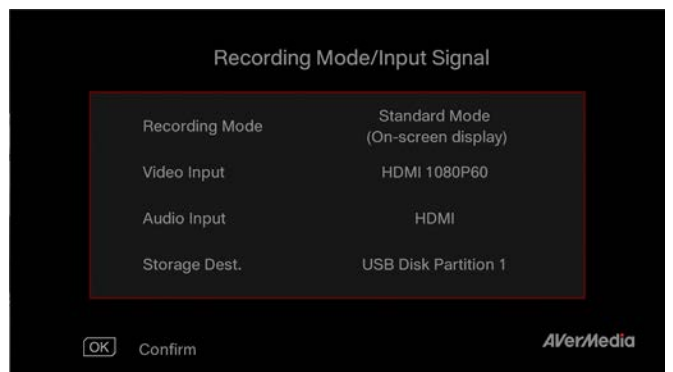 Recording Mode/Input Signal
Recording Mode Standard Mode
(On-screen display)
Video Input HDMI 1080P60
Audio Input HDMI
Storage Dest. USB Disk Partition 1
OK Confirm
AVerMedia